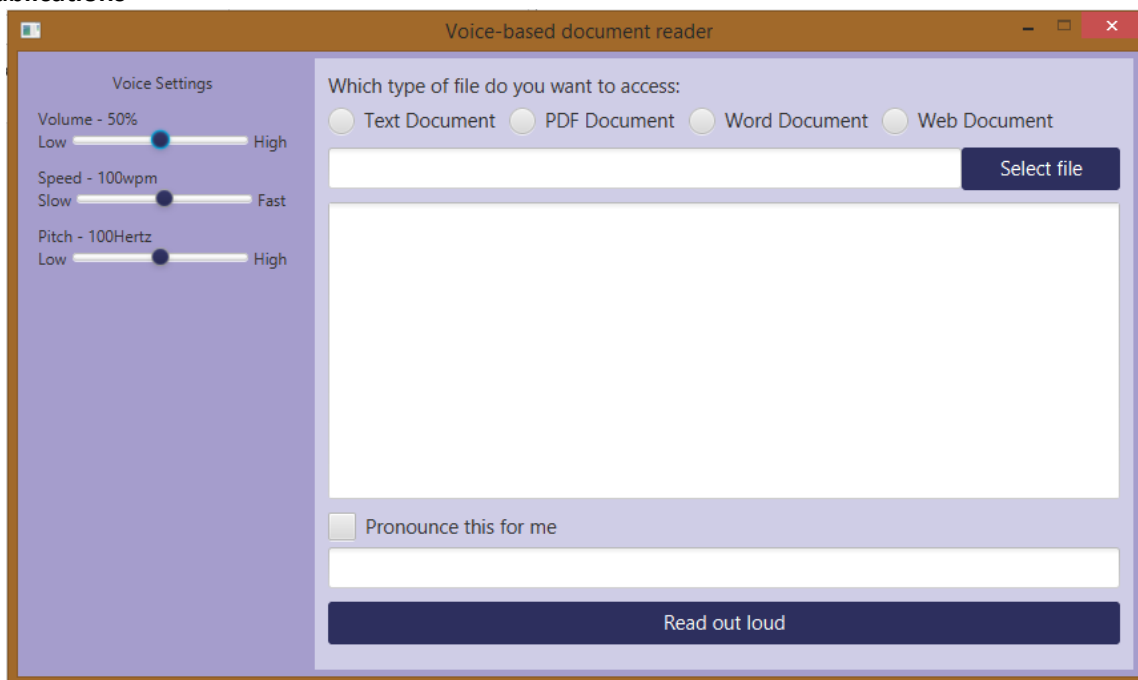 Voice-based document reader
Voice Settings
Volume - 50%
Low High
Speed - 100wpm
Slow Fast
Pitch - 100Hertz
Low High
Which type of file do you want to access:
Text Document PDF Document Word Document Web Document
Select file
Pronounce this for me
Read out loud